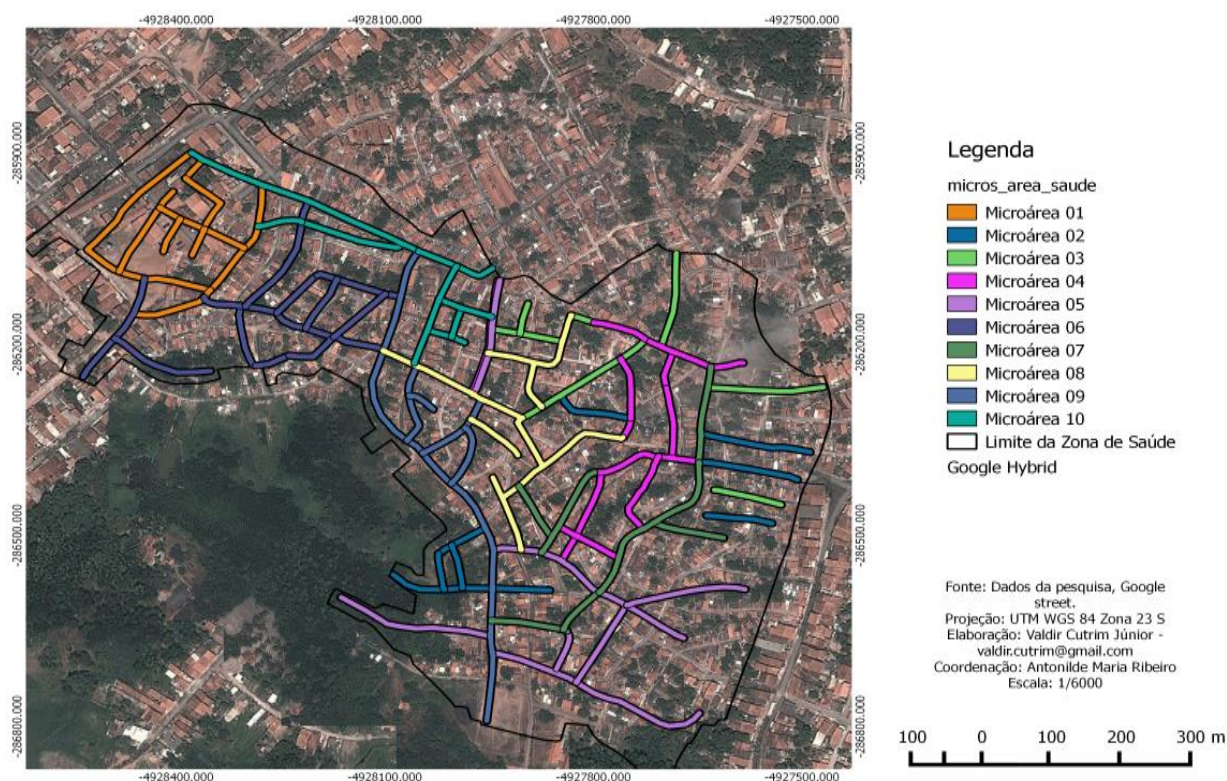 -4928400.000
-4928100.000
-4927800.000
-4927500.000
-285900.000
-285900.000
-286200.000
-286200.000
-286500.000
-286500.000
-286800.000
-286800.000
-4928400.000
-4928100.000
-4927800.000
-4927500.000
Legenda
micros_area_saude
Microárea 01
Microárea 02
Microárea 03
Microárea 04
Microárea 05
Microárea 06
Microárea 07
Microárea 08
Microárea 09
Microárea 10
Limite da Zona de Saúde
Google Hybrid
Fonte: Dados da pesquisa, Google
street.
Projeção: UTM WGS 84 Zona 23 S
Elaboração: Valdir Cutrim Júnior -
valdir.cutrim@gmail.com
Coordenação: Antonilde Maria Ribeiro
Escala: 1/6000
100 0 100 200 300 m